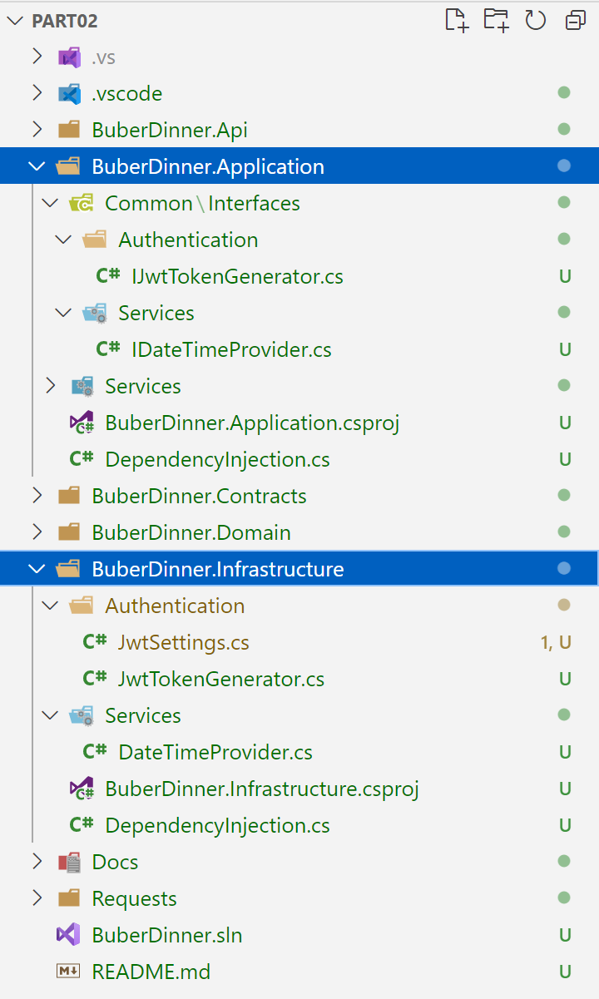 PART02
.vs
.vscode
BuberDinner.Api
BuberDinner.Application
Common\Interfaces
Authentication
C# IJwtTokenGenerator.cs U
Services
C# IDateTimeProvider.cs U
Services
C# BuberDinner.Application.csproj U
C# DependencyInjection.cs U
BuberDinner.Contracts
BuberDinner.Domain
BuberDinner.Infrastructure
Authentication
C# JwtSettings.cs 1, U
C# JwtTokenGenerator.cs U
Services
C# DateTimeProvider.cs U
C# BuberDinner.Infrastructure.csproj U
C# DependencyInjection.cs U
Docs
Requests
BuberDinner.sln U
M↓ README.md U